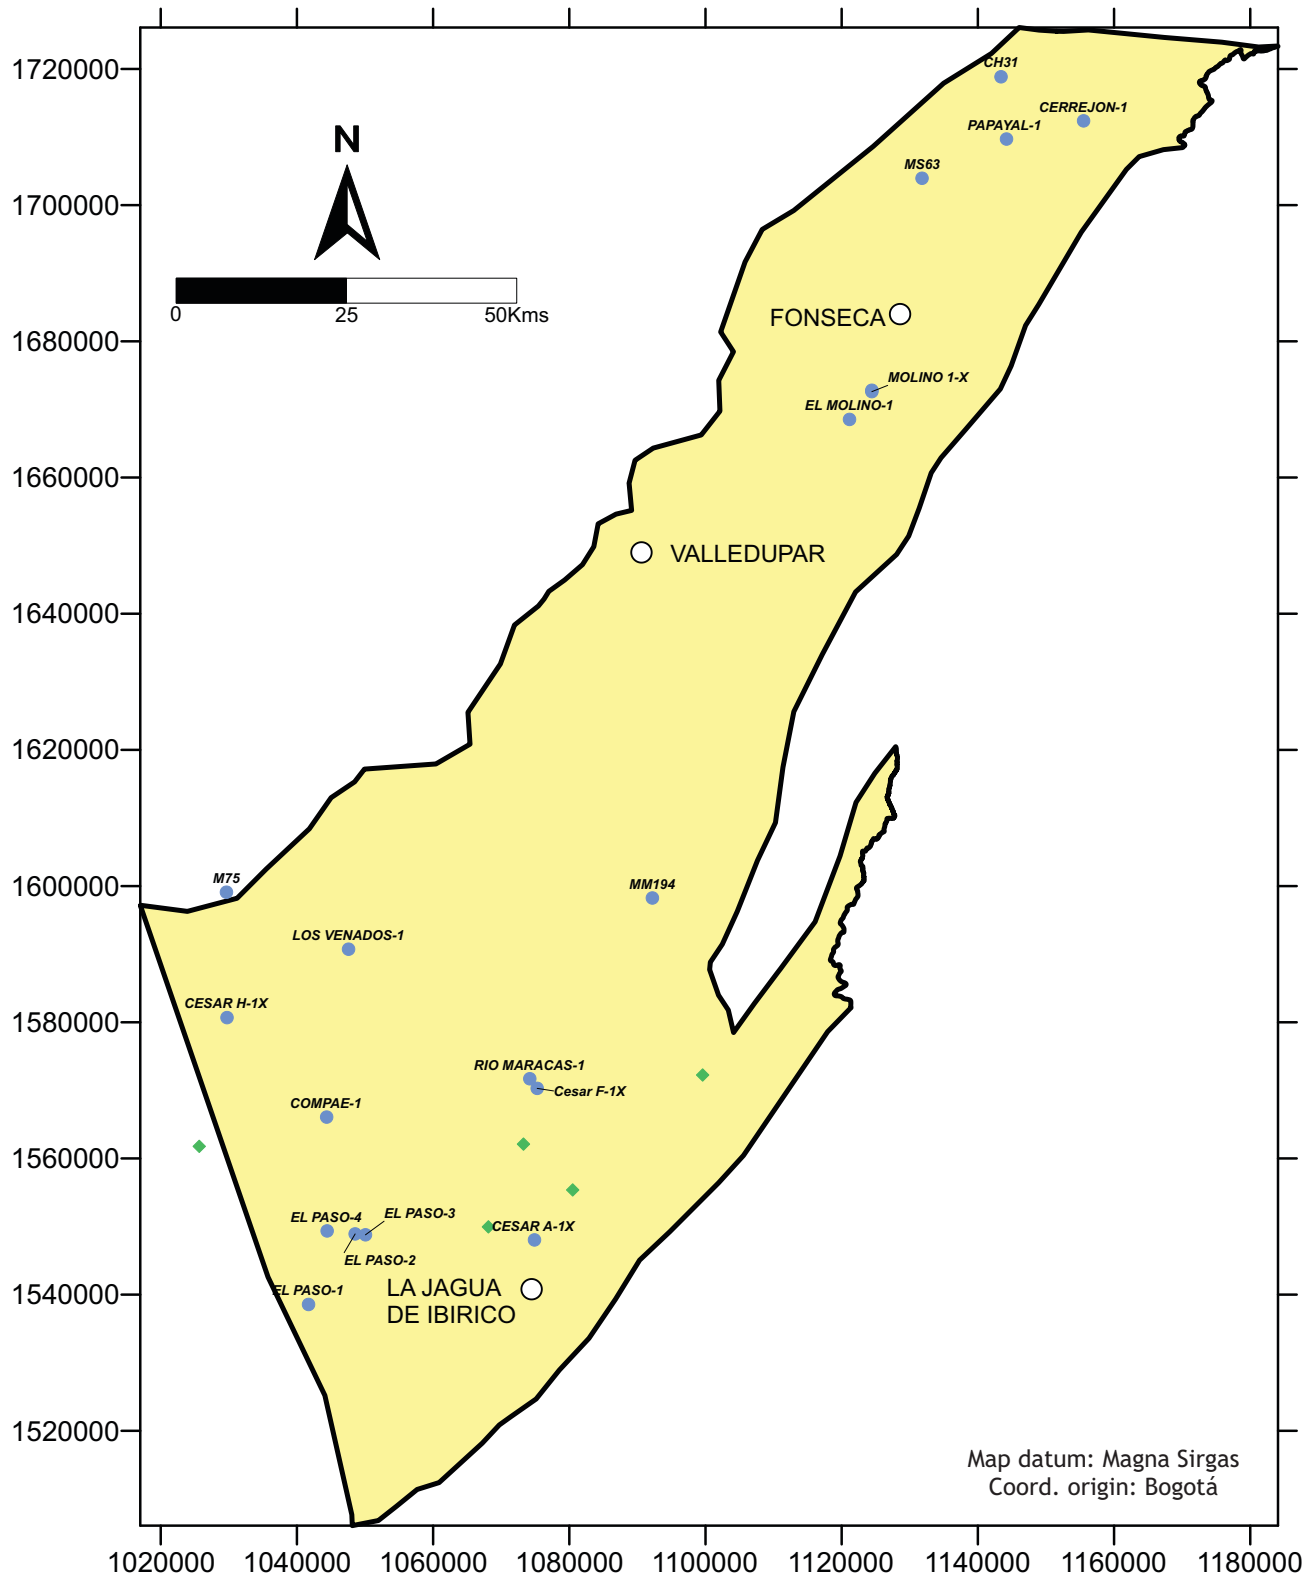 1720000
CH31
CERREJON-1
PAPAYAL-1
N
MS63
1700000
0
25
50Kms
FONSECA
1680000
MOLINO 1-X
EL MOLINO-1
1660000
VALLEDUPAR
1640000
1620000
M75
MM194
1600000
LOS VENADOS-1
CESAR H-1X
1580000
RIO MARACAS-1
Cesar F-1X
COMPAE-1
1560000
EL PASO-4
EL PASO-3
CESAR A-1X
EL PASO-2
EL PASO-1
1540000
LA JAGUA
DE IBIRICO
1520000
Map datum: Magna Sirgas
Coord. origin: Bogotá
1020000 1040000 1060000 1080000 1100000 1120000 1140000 1160000 1180000